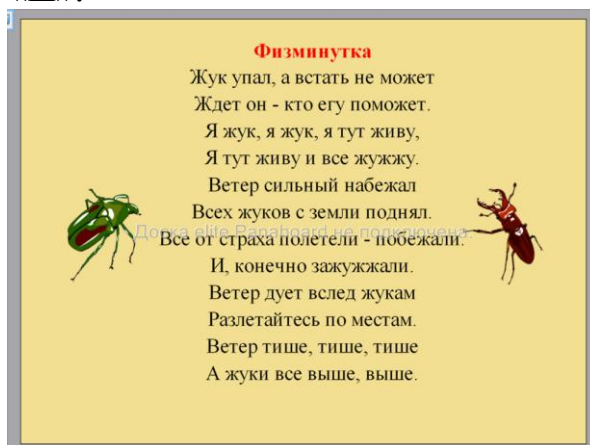 Физминутка
Жук упал, а встать не может
Ждет он - кто егу поможет.
Я жук, я жук, я тут живу,
Я тут живу и все жужжу.
Ветер сильный набежал
Всех жуков с земли поднял.
Доска elite Panaboard не подключена.
Все от страха полетели - побежали.
И, конечно зажужжали.
Ветер дует вслед жукам
Разлетайтесь по местам.
Ветер тише, тише, тише
А жуки все выше, выше.